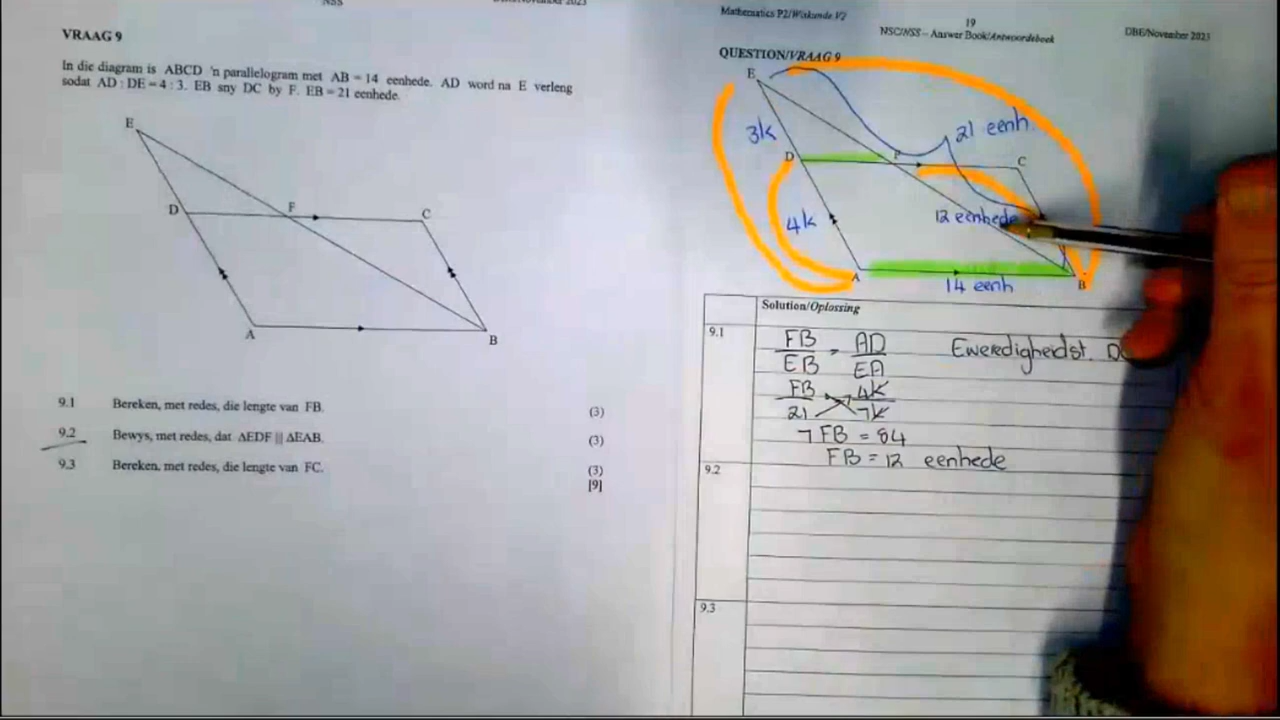 NSS
VRAAG 9
In die diagram is ABCD 'n parallelogram met AB = 14 eenhede. AD word na E verleng
sodat AD : DE = 4 : 3. EB sny DC by F. EB = 21 eenhede.
E
D
F
C
A
B
9.1 Bereken, met redes, die lengte van FB. (3)
9.2 Bewys, met redes, dat ΔEDF ||| ΔEAB. (3)
9.3 Bereken, met redes, die lengte van FC. (3)
[9]
Mathematics P2/Wiskunde V2
19
NSC/NSS – Answer Book/Antwoordeboek
DBE/November 2023
QUESTION/VRAAG 9
E
3k
21 eenh.
D
F
C
4k
12 eenhede
A
14 eenh
B
Solution/Oplossing
9.1
FB/EB = AD/EA Eweredigheidst.
FB/21 = 4k/7k
7FB = 84
FB = 12 eenhede
9.2
9.3